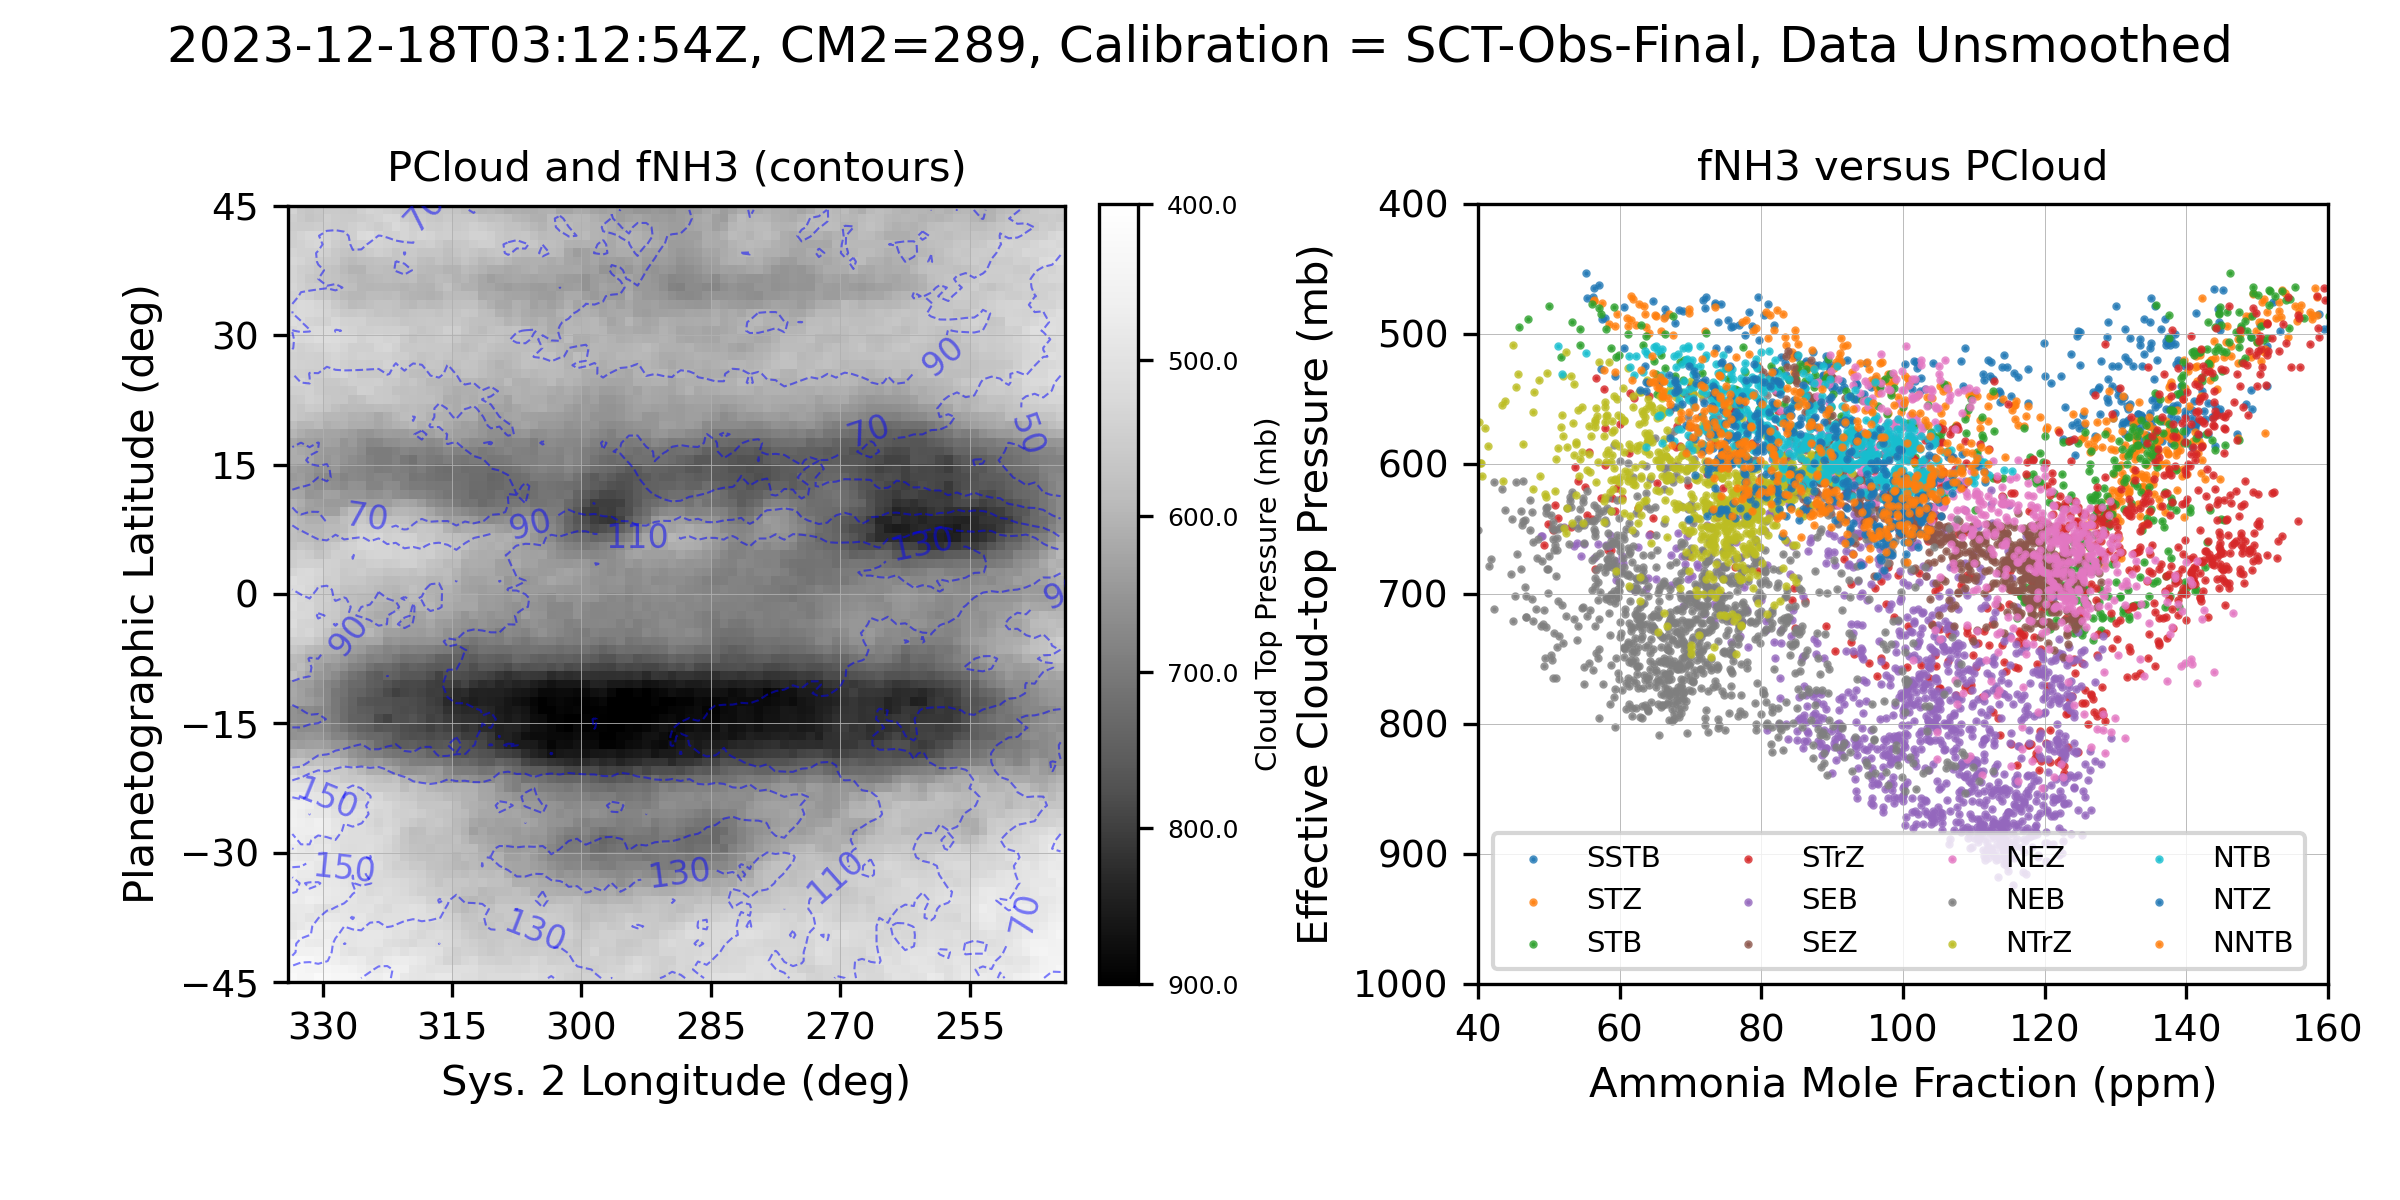 2023-12-18T03:12:54Z, CM2=289, Calibration = SCT-Obs-Final, Data Unsmoothed
PCloud and fNH3 (contours)
Planetographic Latitude (deg)
45
30
15
0
−15
−30
−45
330 315 300 285 270 255
Sys. 2 Longitude (deg)
70
90
50
70
70
90
110
130
9
90
150
150
130
110
130
70
400.0
500.0
600.0
700.0
800.0
900.0
Cloud Top Pressure (mb)
fNH3 versus PCloud
Effective Cloud-top Pressure (mb)
400
500
600
700
800
900
1000
SSTB STrZ NEZ NTB
STZ SEB NEB NTZ
STB SEZ NTrZ NNTB
40 60 80 100 120 140 160
Ammonia Mole Fraction (ppm)